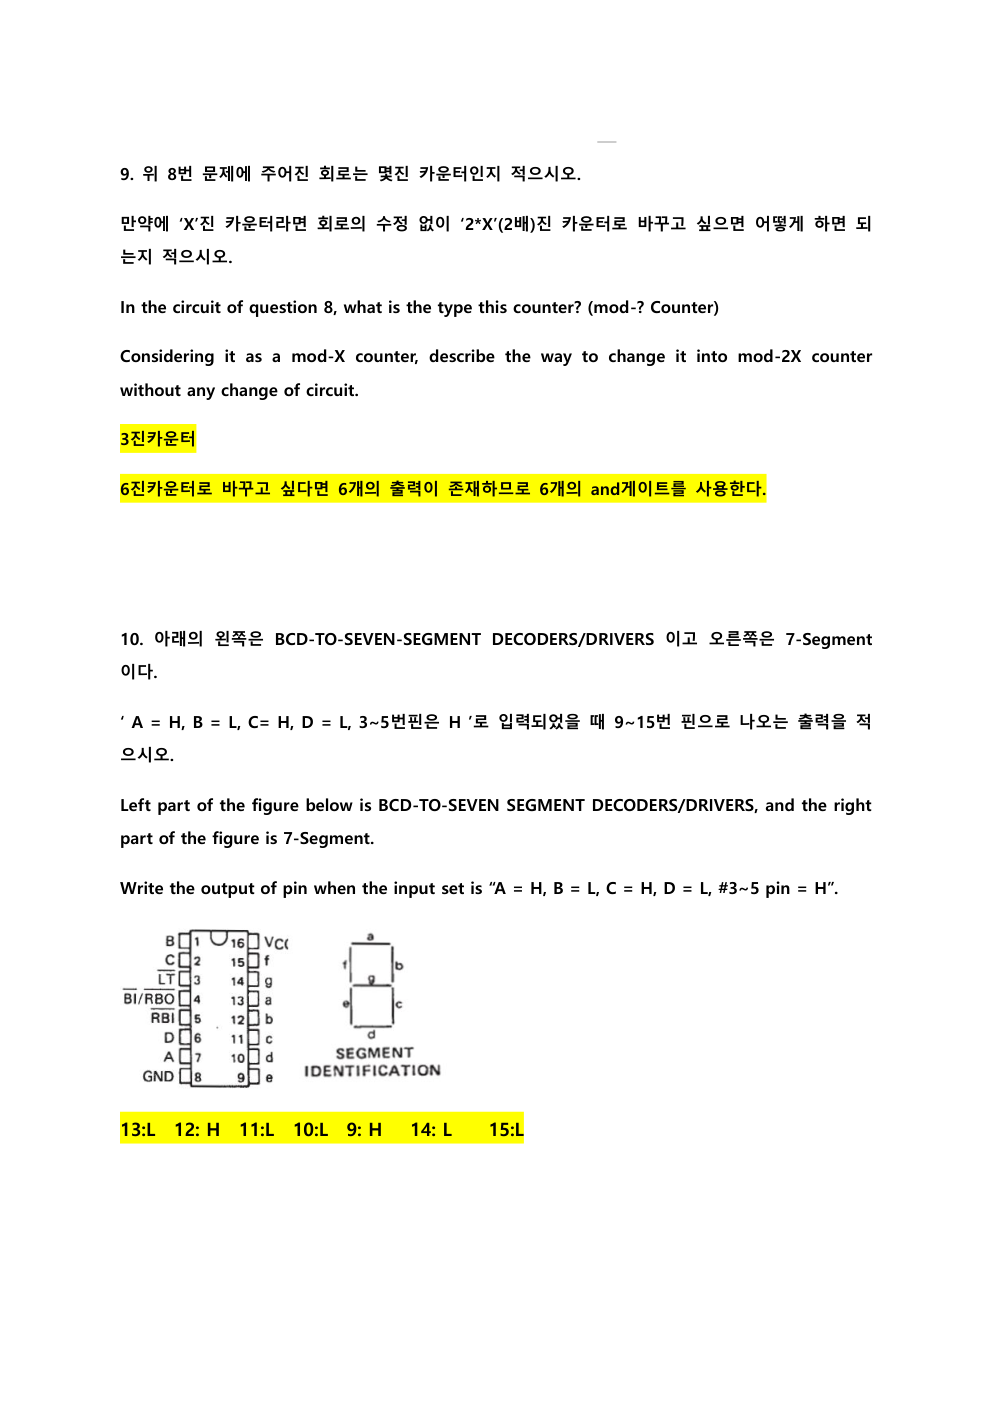 9. 위 8번 문제에 주어진 회로는 몇진 카운터인지 적으시오.
만약에 ‘X’진 카운터라면 회로의 수정 없이 ‘2*X’(2배)진 카운터로 바꾸고 싶으면 어떻게 하면 되
는지 적으시오.
In the circuit of question 8, what is the type this counter? (mod-? Counter)
Considering it as a mod-X counter, describe the way to change it into mod-2X counter
without any change of circuit.
3진카운터
6진카운터로 바꾸고 싶다면 6개의 출력이 존재하므로 6개의 and게이트를 사용한다.
10. 아래의 왼쪽은 BCD-TO-SEVEN-SEGMENT DECODERS/DRIVERS 이고 오른쪽은 7-Segment
이다.
‘ A = H, B = L, C= H, D = L, 3~5번핀은 H ’로 입력되었을 때 9~15번 핀으로 나오는 출력을 적
으시오.
Left part of the figure below is BCD-TO-SEVEN SEGMENT DECODERS/DRIVERS, and the right
part of the figure is 7-Segment.
Write the output of pin when the input set is “A = H, B = L, C = H, D = L, #3~5 pin = H”.
B 1 16 VC(
C 2 15 f
LT 3 14 g
BI/RBO 4 13 a
RBI 5 12 b
D 6 11 c
A 7 10 d
GND 8 9 e
a
f b
g
e c
d
SEGMENT
IDENTIFICATION
13:L 12: H 11:L 10:L 9: H 14: L 15:L